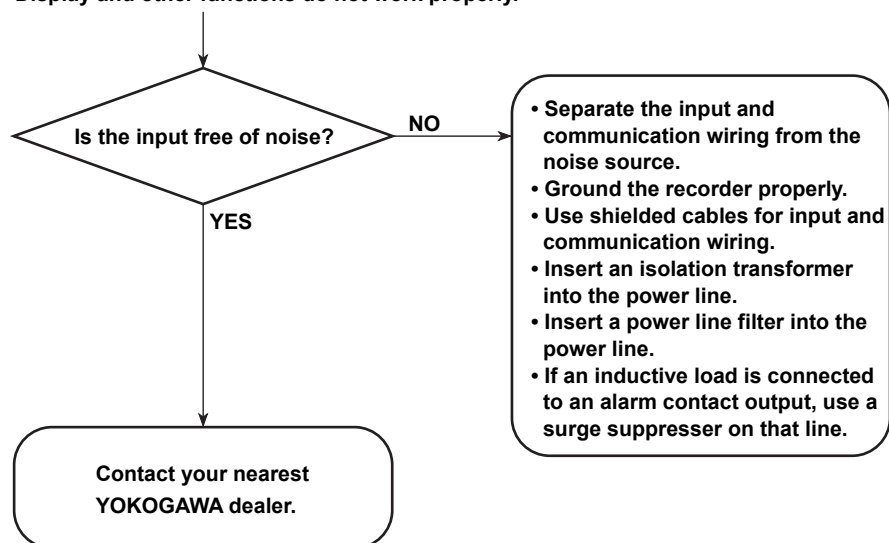 Display and other functions do not work properly.
Is the input free of noise?
NO
YES
• Separate the input and
communication wiring from the
noise source.
• Ground the recorder properly.
• Use shielded cables for input and
communication wiring.
• Insert an isolation transformer
into the power line.
• Insert a power line filter into the
power line.
• If an inductive load is connected
to an alarm contact output, use a
surge suppresser on that line.
Contact your nearest
YOKOGAWA dealer.